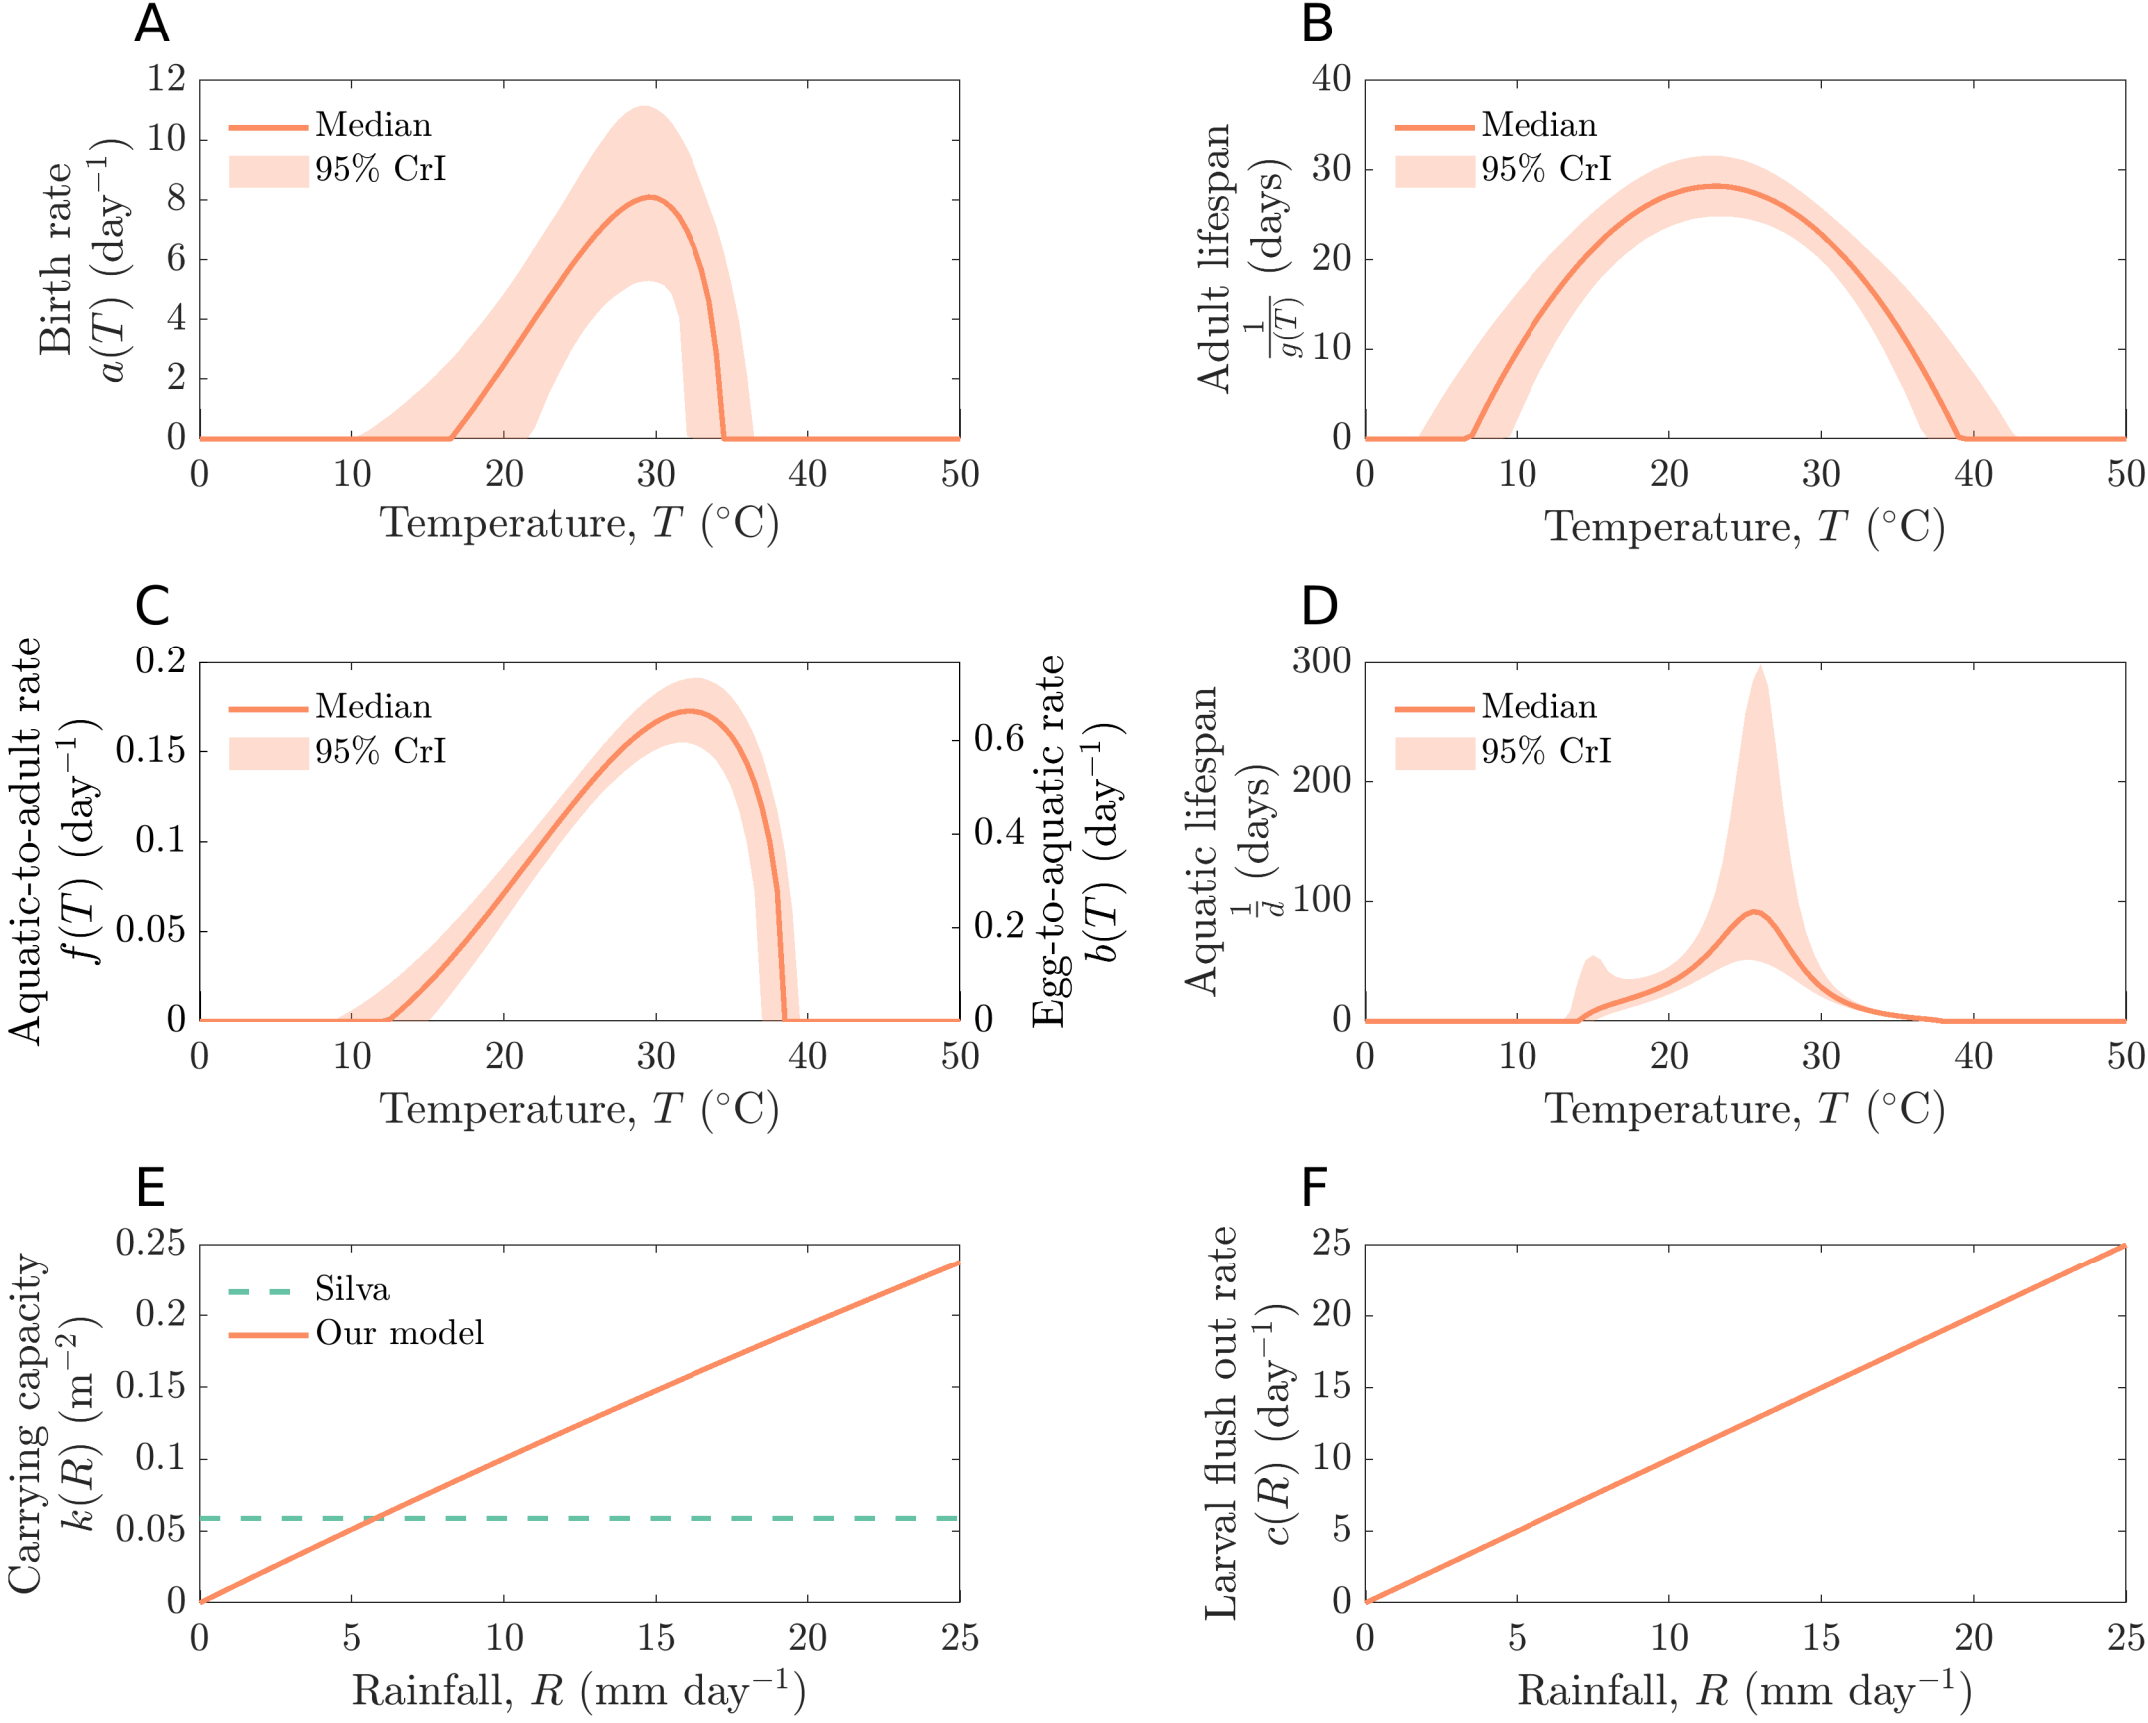 A
Birth rate
a(T) (day⁻¹)
12
10
8
6
4
2
0
Median
95% CrI
0 10 20 30 40 50
Temperature, T (°C)
B
Adult lifespan
1/g(T) (days)
40
30
20
10
0
Median
95% CrI
0 10 20 30 40 50
Temperature, T (°C)
C
Aquatic-to-adult rate
f(T) (day⁻¹)
0.2
0.15
0.1
0.05
0
Median
95% CrI
0.6
0.4
0.2
0
Egg-to-aquatic rate
b(T) (day⁻¹)
0 10 20 30 40 50
Temperature, T (°C)
D
Aquatic lifespan
1/d (days)
300
200
100
0
Median
95% CrI
0 10 20 30 40 50
Temperature, T (°C)
E
Carrying capacity
k(R) (m⁻²)
0.25
0.2
0.15
0.1
0.05
0
Silva
Our model
0 5 10 15 20 25
Rainfall, R (mm day⁻¹)
F
Larval flush out rate
c(R) (day⁻¹)
25
20
15
10
5
0
0 5 10 15 20 25
Rainfall, R (mm day⁻¹)